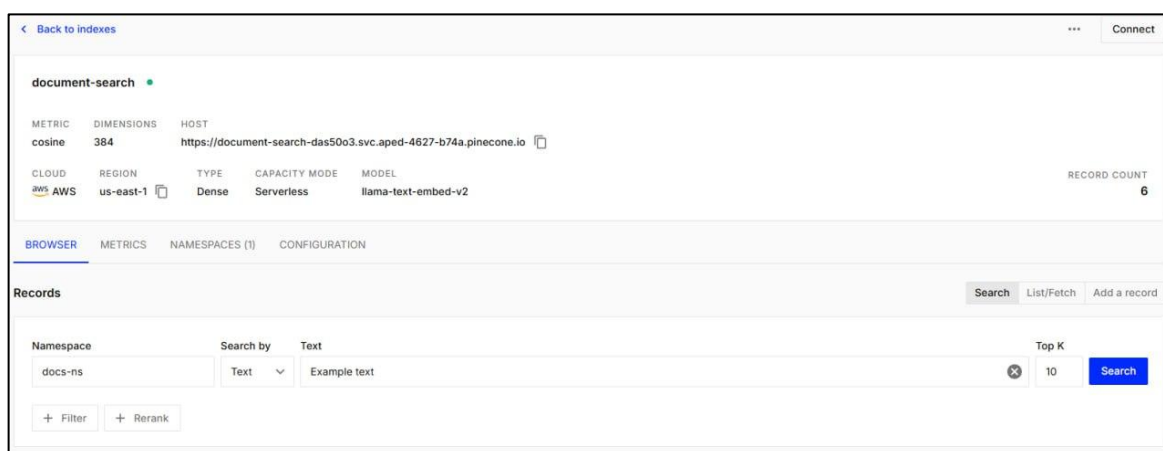 Back to indexes
Connect
document-search
METRIC DIMENSIONS HOST
cosine 384 https://document-search-das50o3.svc.aped-4627-b74a.pinecone.io
CLOUD REGION TYPE CAPACITY MODE MODEL RECORD COUNT
aws AWS us-east-1 Dense Serverless llama-text-embed-v2 6
BROWSER METRICS NAMESPACES (1) CONFIGURATION
Records Search List/Fetch Add a record
Namespace Search by Text Top K
docs-ns Text Example text 10 Search
+ Filter + Rerank